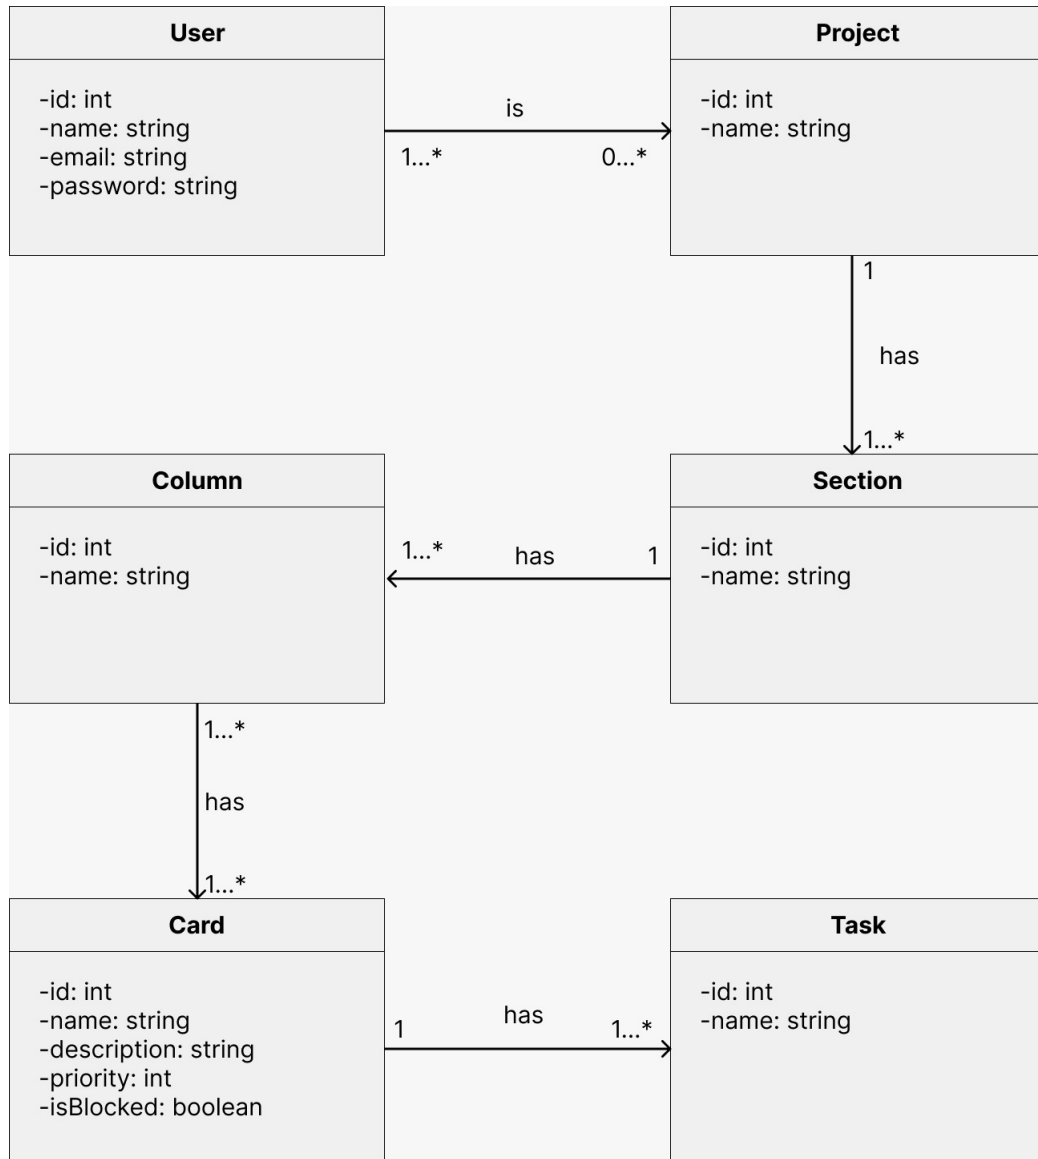 User
-id: int
-name: string
-email: string
-password: string
is
1...*
0...*
Project
-id: int
-name: string
1
has
1...*
Section
-id: int
-name: string
1
has
1...*
Column
-id: int
-name: string
1...*
has
1...*
Card
-id: int
-name: string
-description: string
-priority: int
-isBlocked: boolean
1
has
1...*
Task
-id: int
-name: string